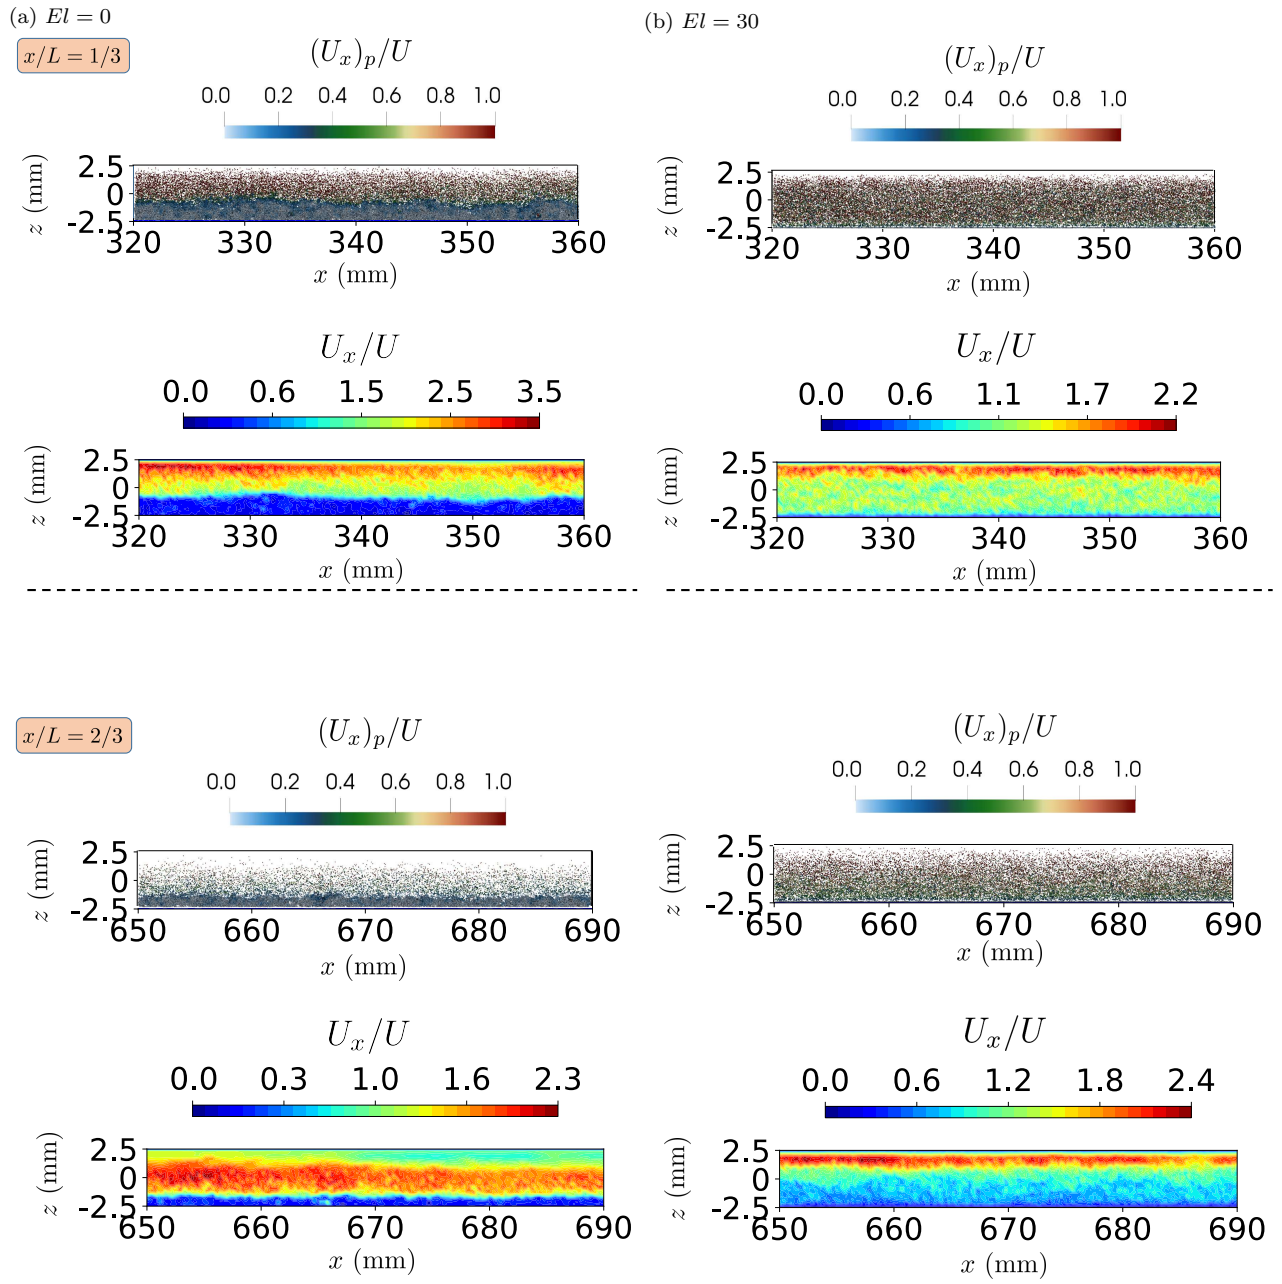 (a) El = 0
(b) El = 30
x/L = 1/3
(U_x)_p/U
0.0 0.2 0.4 0.6 0.8 1.0
2.5
0
-2.5
z (mm)
320 330 340 350 360
x (mm)
(U_x)_p/U
0.0 0.2 0.4 0.6 0.8 1.0
2.5
0
-2.5
z (mm)
320 330 340 350 360
x (mm)
U_x/U
0.0 0.6 1.5 2.5 3.5
2.5
0
-2.5
z (mm)
320 330 340 350 360
x (mm)
U_x/U
0.0 0.6 1.1 1.7 2.2
2.5
0
-2.5
z (mm)
320 330 340 350 360
x (mm)
x/L = 2/3
(U_x)_p/U
0.0 0.2 0.4 0.6 0.8 1.0
2.5
0
-2.5
z (mm)
650 660 670 680 690
x (mm)
(U_x)_p/U
0.0 0.2 0.4 0.6 0.8 1.0
2.5
0
-2.5
z (mm)
650 660 670 680 690
x (mm)
U_x/U
0.0 0.3 1.0 1.6 2.3
2.5
0
-2.5
z (mm)
650 660 670 680 690
x (mm)
U_x/U
0.0 0.6 1.2 1.8 2.4
2.5
0
-2.5
z (mm)
650 660 670 680 690
x (mm)